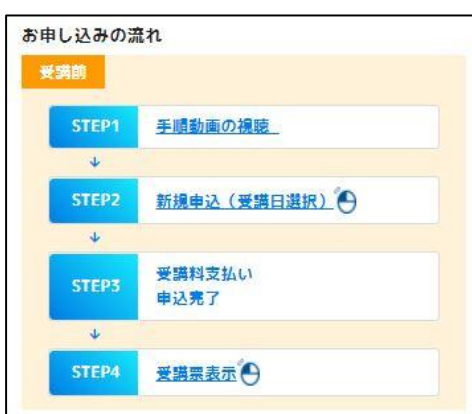 お申し込みの流れ
受講前
STEP1 手順動画の視聴
↓
STEP2 新規申込（受講日選択）
↓
STEP3 受講料支払い
申込完了
↓
STEP4 受講票表示